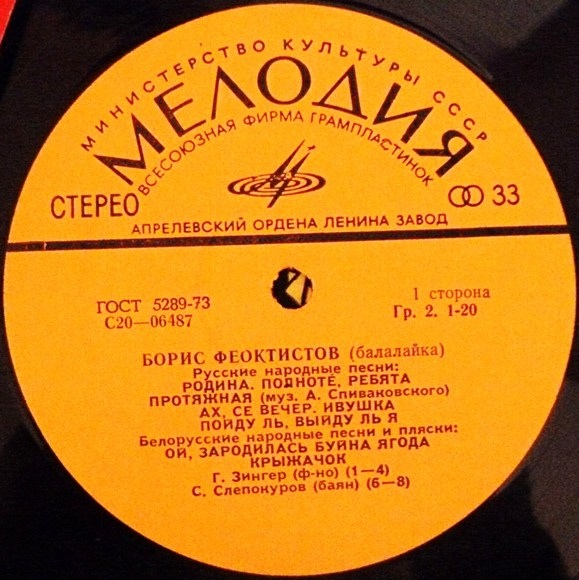 МИНИСТЕРСТВО КУЛЬТУРЫ СССР
МЕЛОДИЯ
ВСЕСОЮЗНАЯ ФИРМА ГРАМПЛАСТИНОК
СТЕРЕО
33
АПРЕЛЕВСКИЙ ОРДЕНА ЛЕНИНА ЗАВОД
ГОСТ 5289-73
С20—06487
1 сторона
Гр. 2. 1-20
БОРИС ФЕОКТИСТОВ (балалайка)
Русские народные песни:
РОДИНА. ПОЛНОТЕ, РЕБЯТА
ПРОТЯЖНАЯ (муз. А. Спиваковского)
АХ, СЕ ВЕЧЕР. ИВУШКА
ПОЙДУ ЛЬ, ВЫЙДУ ЛЬ Я
Белорусские народные песни и пляски:
ОЙ, ЗАРОДИЛАСЬ БУЙНА ЯГОДА
КРЫЖАЧОК
Г. Зингер (ф-но) (1—4)
С. Слепокуров (баян) (6—8)